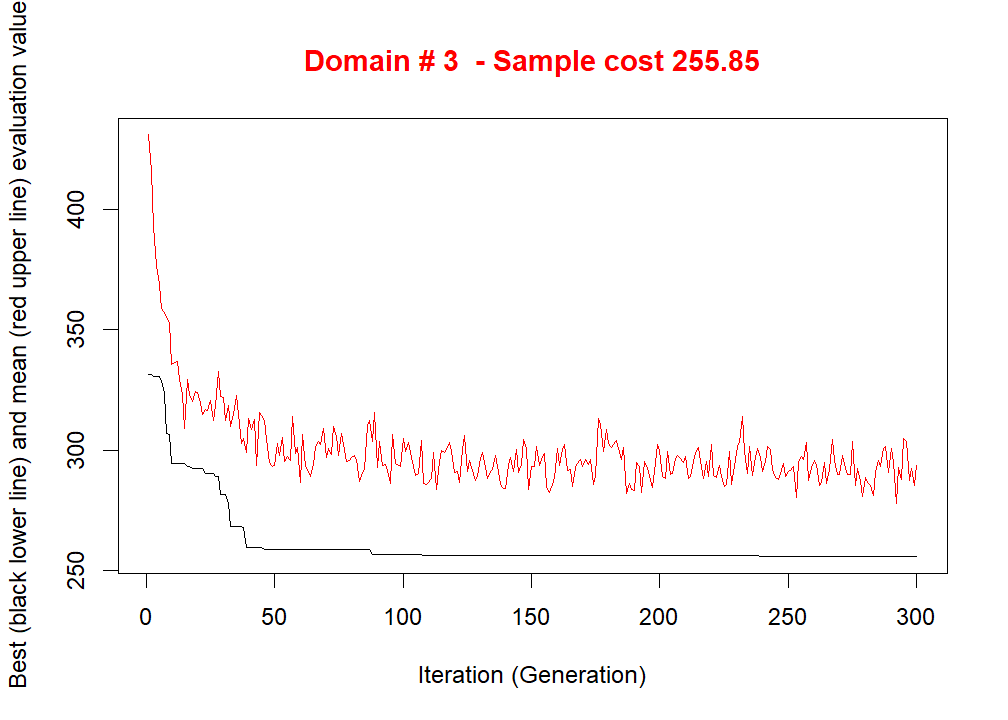 Domain # 3  - Sample cost 255.85
Best (black lower line) and mean (red upper line) evaluation value
400
350
300
250
0 50 100 150 200 250 300
Iteration (Generation)